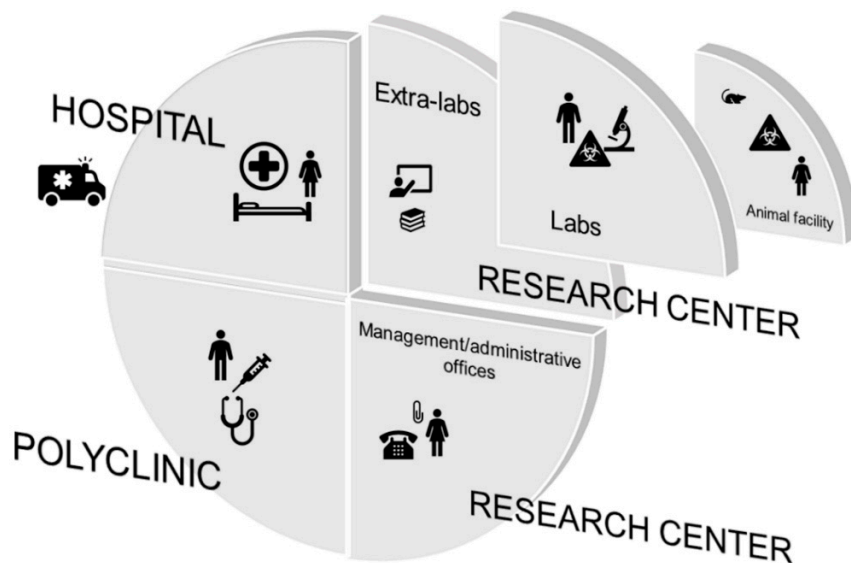 HOSPITAL
Extra-labs
Labs
Animal facility
RESEARCH CENTER
Management/administrative
offices
POLYCLINIC
RESEARCH CENTER